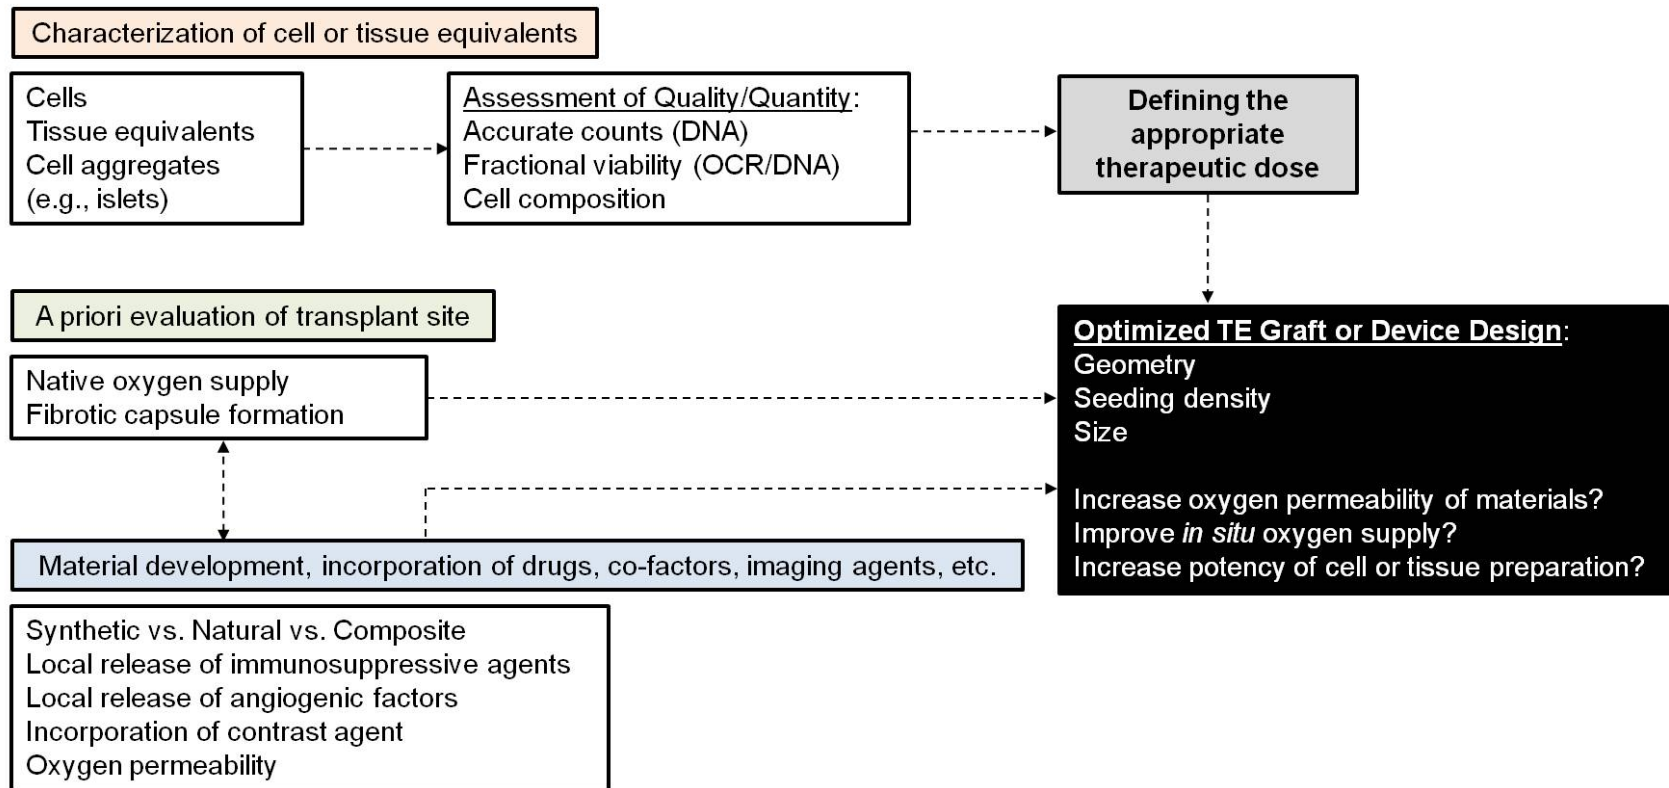 Characterization of cell or tissue equivalents
Cells
Tissue equivalents
Cell aggregates
(e.g., islets)
Assessment of Quality/Quantity:
Accurate counts (DNA)
Fractional viability (OCR/DNA)
Cell composition
Defining the
appropriate
therapeutic dose
A priori evaluation of transplant site
Native oxygen supply
Fibrotic capsule formation
Optimized TE Graft or Device Design:
Geometry
Seeding density
Size
Increase oxygen permeability of materials?
Improve in situ oxygen supply?
Increase potency of cell or tissue preparation?
Material development, incorporation of drugs, co-factors, imaging agents, etc.
Synthetic vs. Natural vs. Composite
Local release of immunosuppressive agents
Local release of angiogenic factors
Incorporation of contrast agent
Oxygen permeability